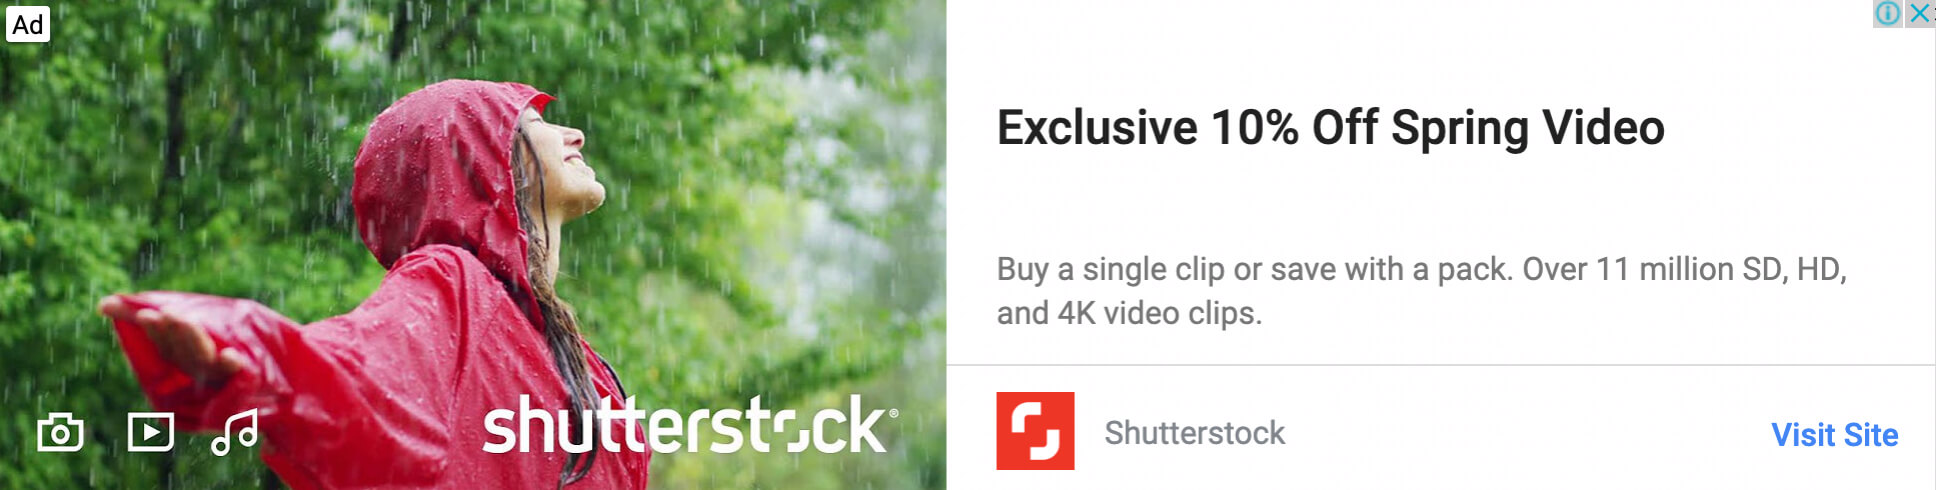 Ad
shutterstock®
Exclusive 10% Off Spring Video
Buy a single clip or save with a pack. Over 11 million SD, HD,
and 4K video clips.
Shutterstock
Visit Site